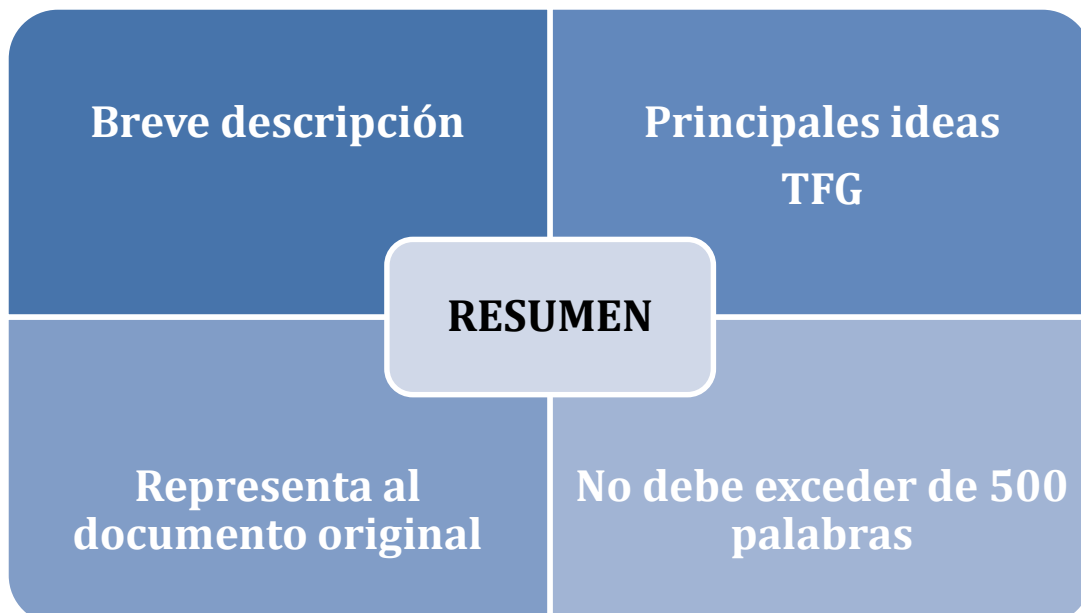 Breve descripción
Principales ideas
TFG
RESUMEN
Representa al
documento original
No debe exceder de 500
palabras